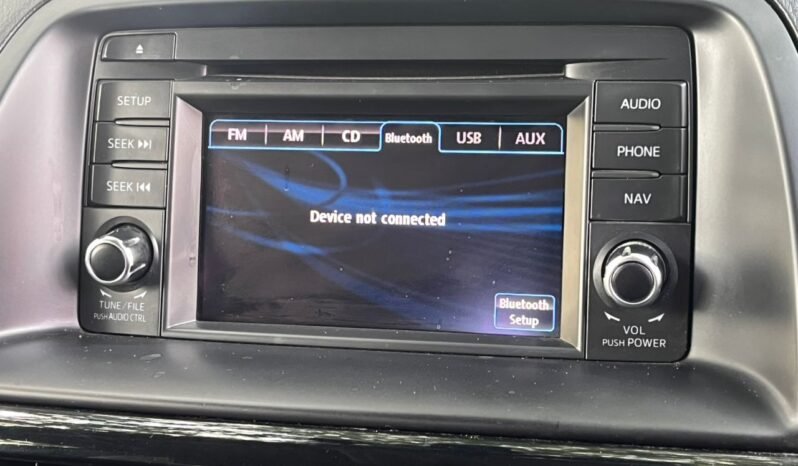 SETUP
SEEK ⏭
SEEK ⏮
TUNE/FILE
PUSH AUDIO CTRL
FM AM CD Bluetooth USB AUX
Device not connected
Bluetooth
Setup
AUDIO
PHONE
NAV
VOL
PUSH POWER